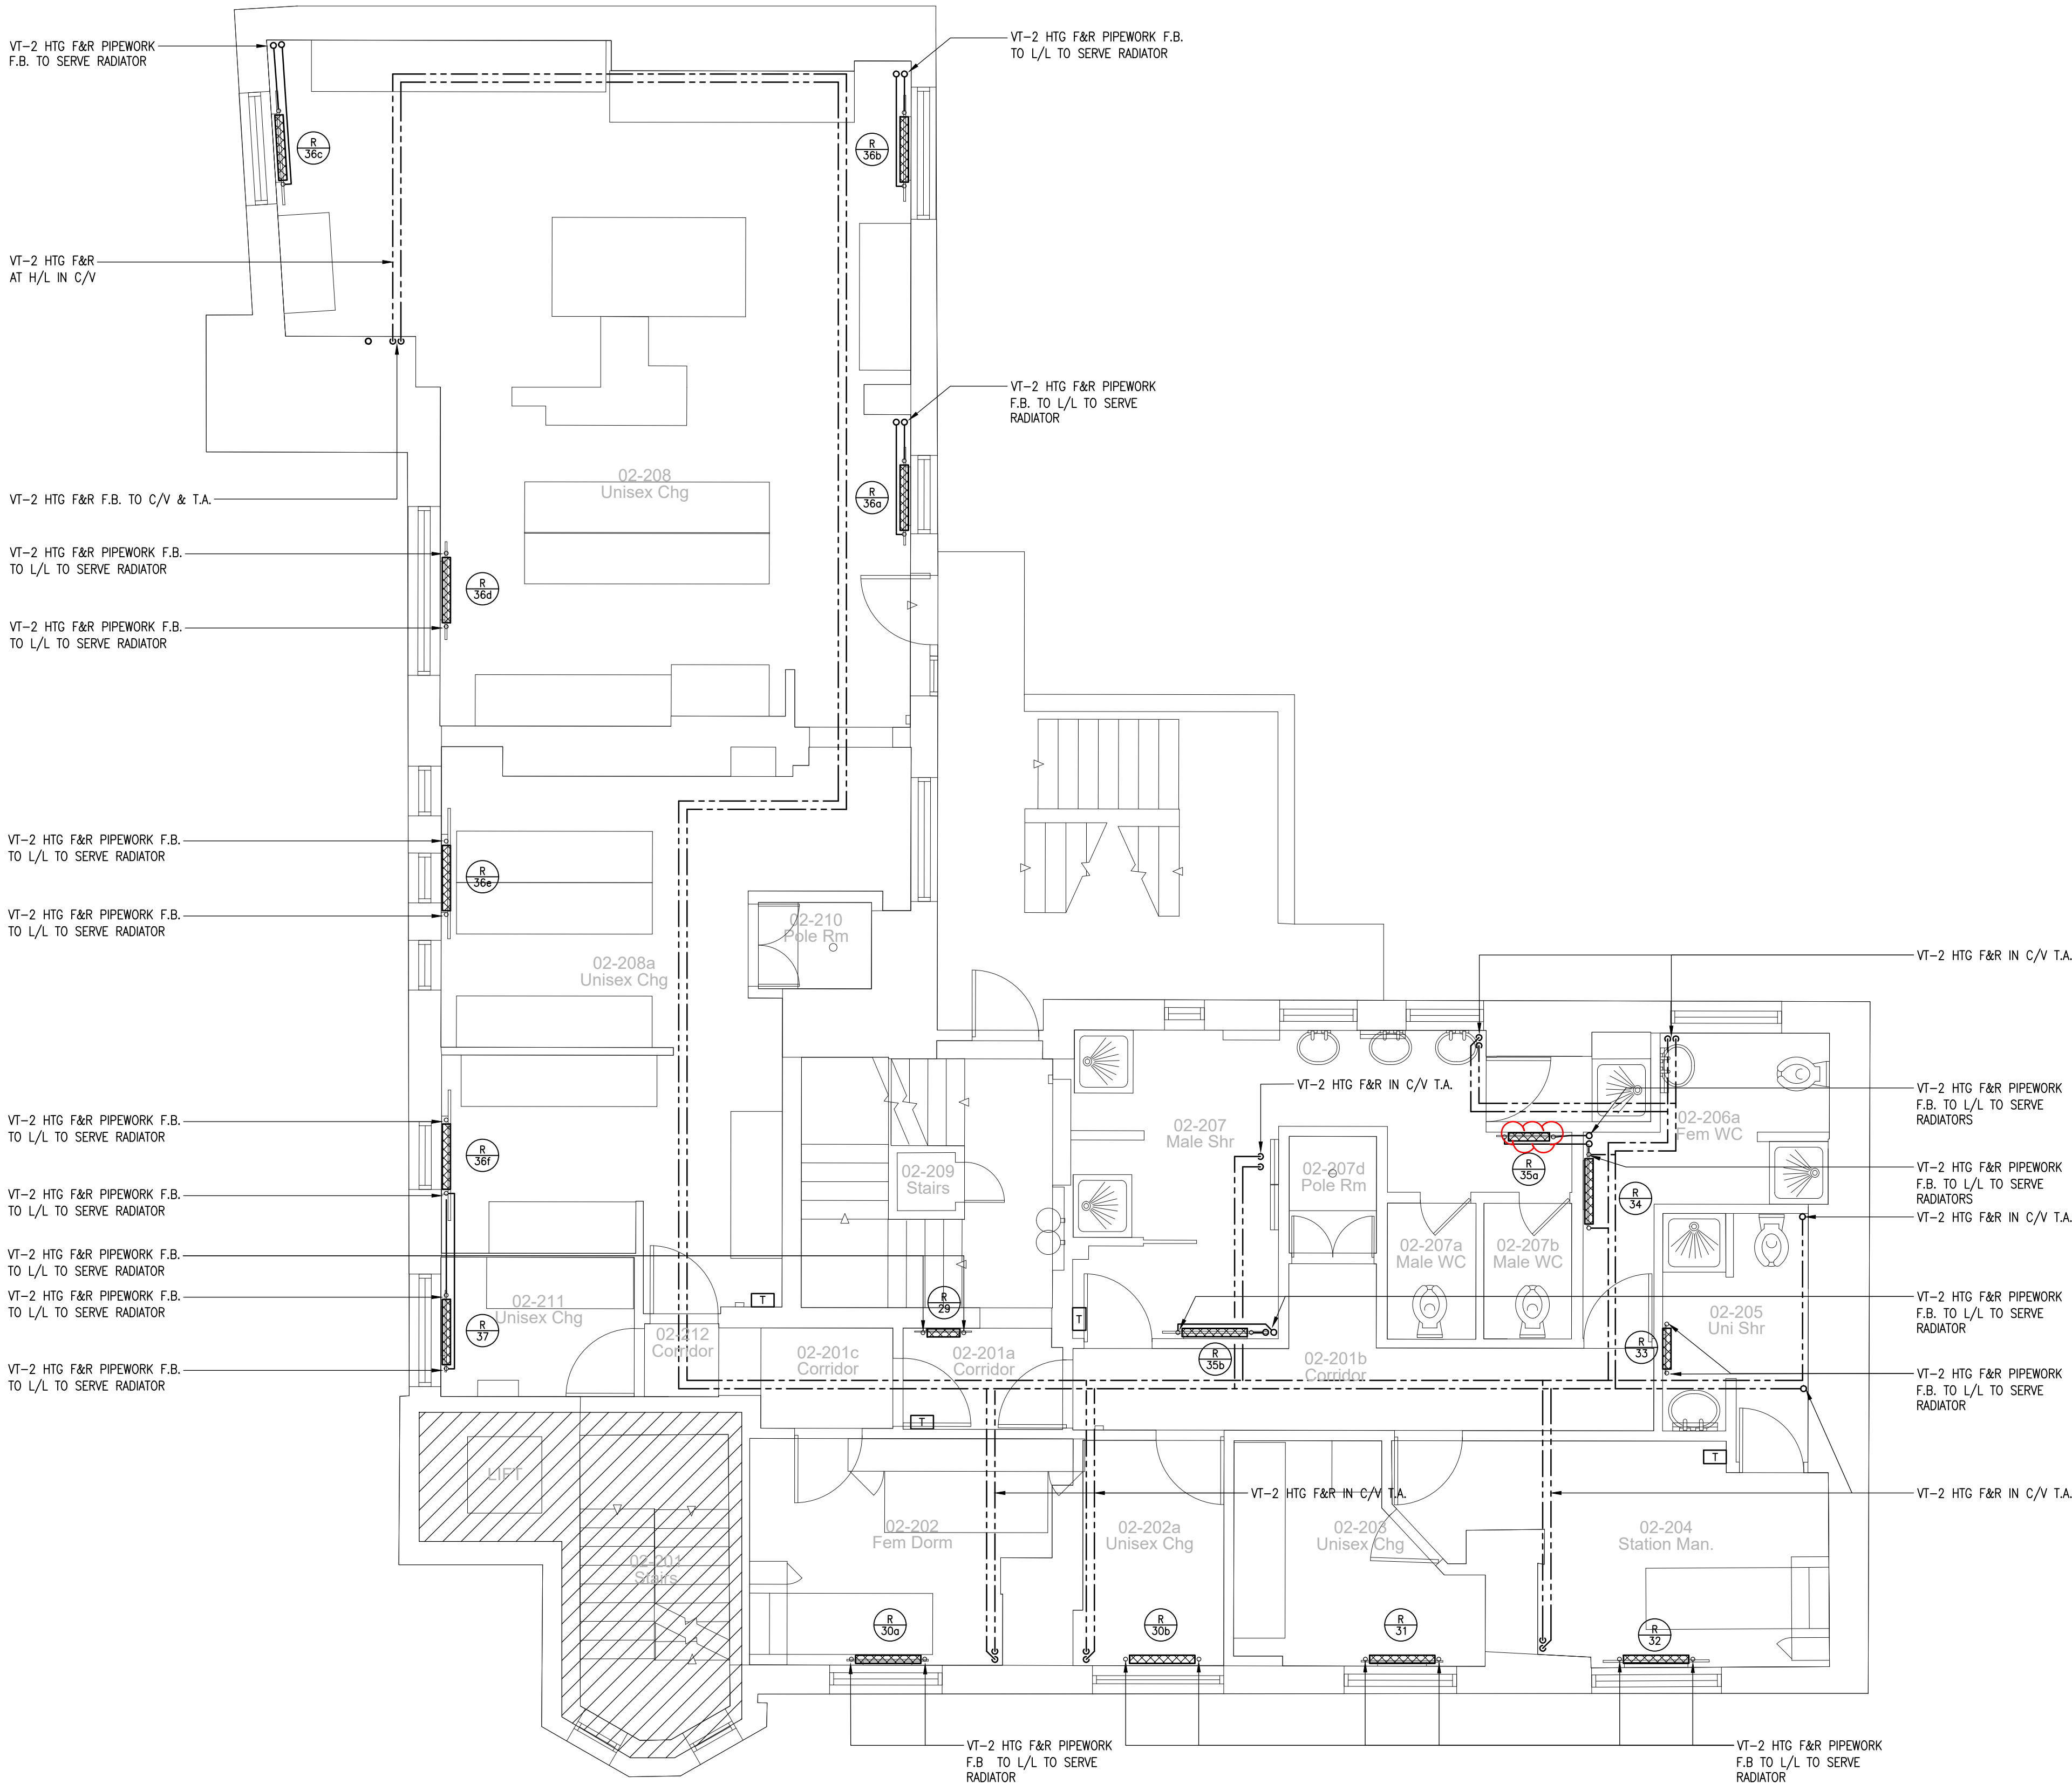 VT-2 HTG F&R PIPEWORK
F.B. TO SERVE RADIATOR
VT-2 HTG F&R PIPEWORK F.B.
TO L/L TO SERVE RADIATOR
R
36c
R
36b
VT-2 HTG F&R
AT H/L IN C/V
VT-2 HTG F&R PIPEWORK
F.B. TO L/L TO SERVE
RADIATOR
02-208
Unisex Chg
R
36a
VT-2 HTG F&R F.B. TO C/V & T.A.
VT-2 HTG F&R PIPEWORK F.B.
TO L/L TO SERVE RADIATOR
R
36d
VT-2 HTG F&R PIPEWORK F.B.
TO L/L TO SERVE RADIATOR
VT-2 HTG F&R PIPEWORK F.B.
TO L/L TO SERVE RADIATOR
R
36e
VT-2 HTG F&R PIPEWORK F.B.
TO L/L TO SERVE RADIATOR
02-210
Pole Rm
02-208a
Unisex Chg
VT-2 HTG F&R IN C/V T.A.
VT-2 HTG F&R IN C/V T.A.
VT-2 HTG F&R PIPEWORK
F.B. TO L/L TO SERVE
RADIATORS
VT-2 HTG F&R PIPEWORK F.B.
TO L/L TO SERVE RADIATOR
R
36f
02-207
Male Shr
02-206a
Fem WC
02-209
Stairs
02-207d
Pole Rm
R
35a
R
34
VT-2 HTG F&R PIPEWORK
F.B. TO L/L TO SERVE
RADIATORS
VT-2 HTG F&R PIPEWORK F.B.
TO L/L TO SERVE RADIATOR
VT-2 HTG F&R IN C/V T.A.
VT-2 HTG F&R PIPEWORK F.B.
TO L/L TO SERVE RADIATOR
02-207a
Male WC
02-207b
Male WC
VT-2 HTG F&R PIPEWORK F.B.
TO L/L TO SERVE RADIATOR
02-211
Unisex Chg
T
R
29
T
02-205
Uni Shr
VT-2 HTG F&R PIPEWORK
F.B. TO L/L TO SERVE
RADIATOR
R
37
02-212
Corridor
02-201c
Corridor
02-201a
Corridor
R
35b
02-201b
Corridor
R
33
VT-2 HTG F&R PIPEWORK F.B.
TO L/L TO SERVE RADIATOR
VT-2 HTG F&R PIPEWORK
F.B. TO L/L TO SERVE
RADIATOR
T
T
LIFT
VT-2 HTG F&R IN C/V T.A.
VT-2 HTG F&R IN C/V T.A.
02-201
Stairs
02-202
Fem Dorm
02-202a
Unisex Chg
02-203
Unisex Chg
02-204
Station Man.
R
30a
R
30b
R
31
R
32
VT-2 HTG F&R PIPEWORK
F.B TO L/L TO SERVE
RADIATOR
VT-2 HTG F&R PIPEWORK
F.B TO L/L TO SERVE
RADIATOR